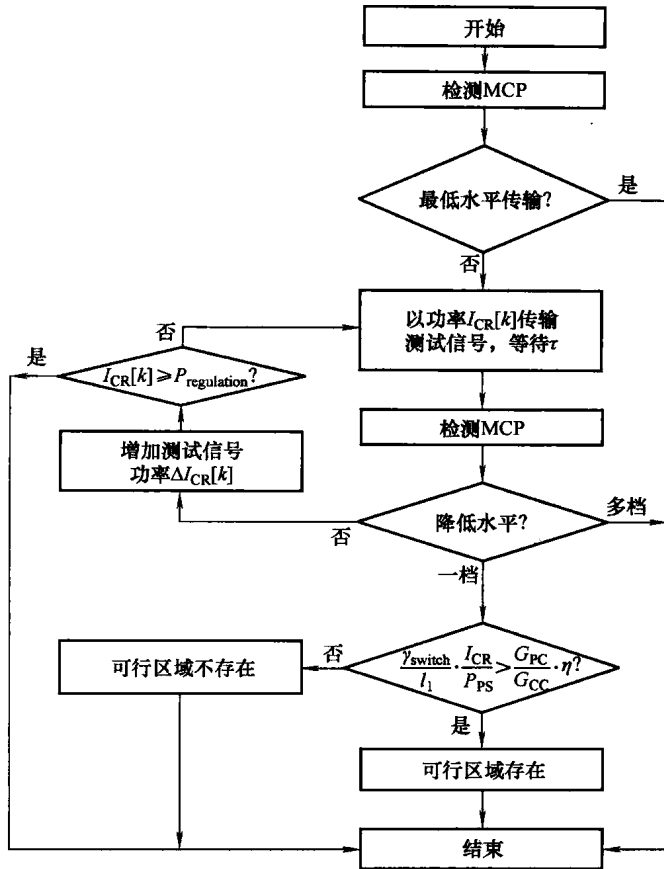 开始
检测MCP
最低水平传输?
是
否
以功率I_CR[k]传输
测试信号，等待τ
否
是
I_CR[k]⩾P_regulation?
检测MCP
增加测试信号
功率ΔI_CR[k]
降低水平?
多档
否
一档
γ_switch/l_1 · I_CR/P_PS > G_PC/G_CC · η?
否
可行区域不存在
是
可行区域存在
结束